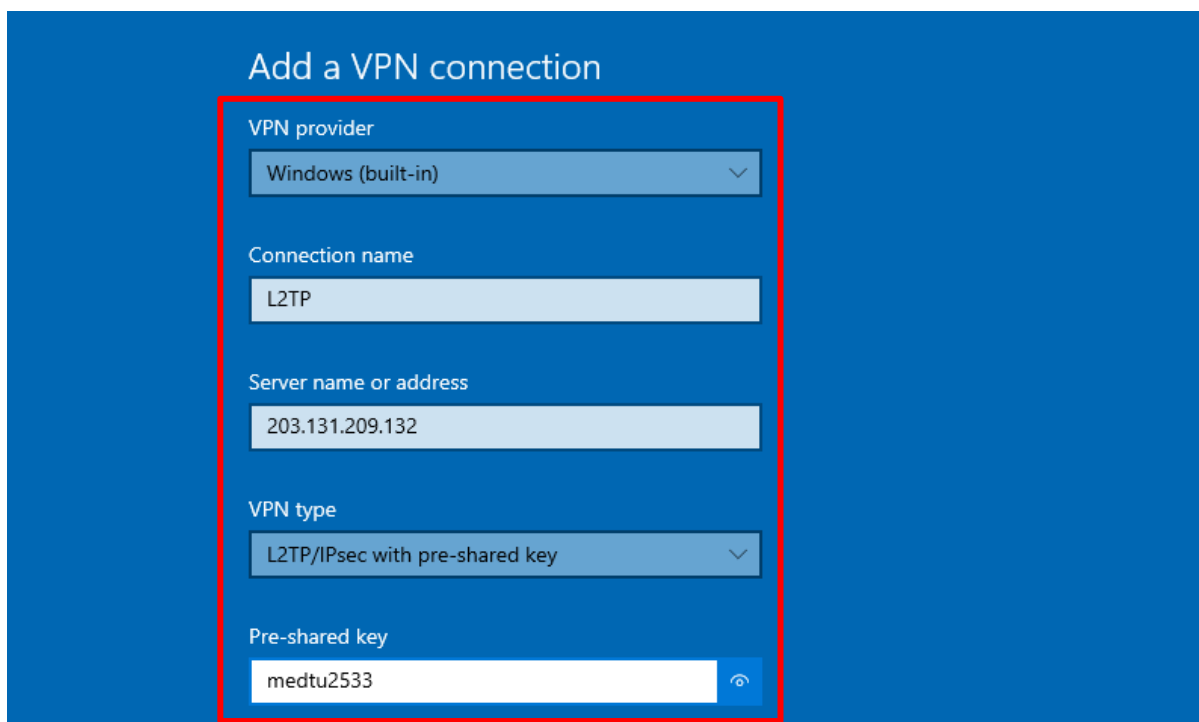 Add a VPN connection
VPN provider
Windows (built-in)
Connection name
L2TP
Server name or address
203.131.209.132
VPN type
L2TP/IPsec with pre-shared key
Pre-shared key
medtu2533